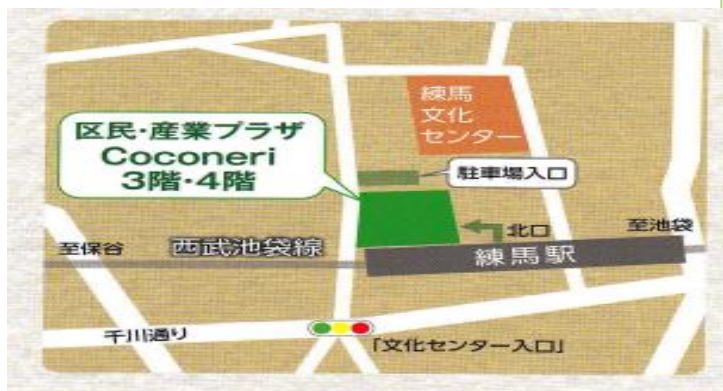 練馬
文化
センター
区民・産業プラザ
Coconeri
3階・4階
駐車場入口
北口
至池袋
至保谷
西武池袋線
練馬駅
千川通り
「文化センター入口」